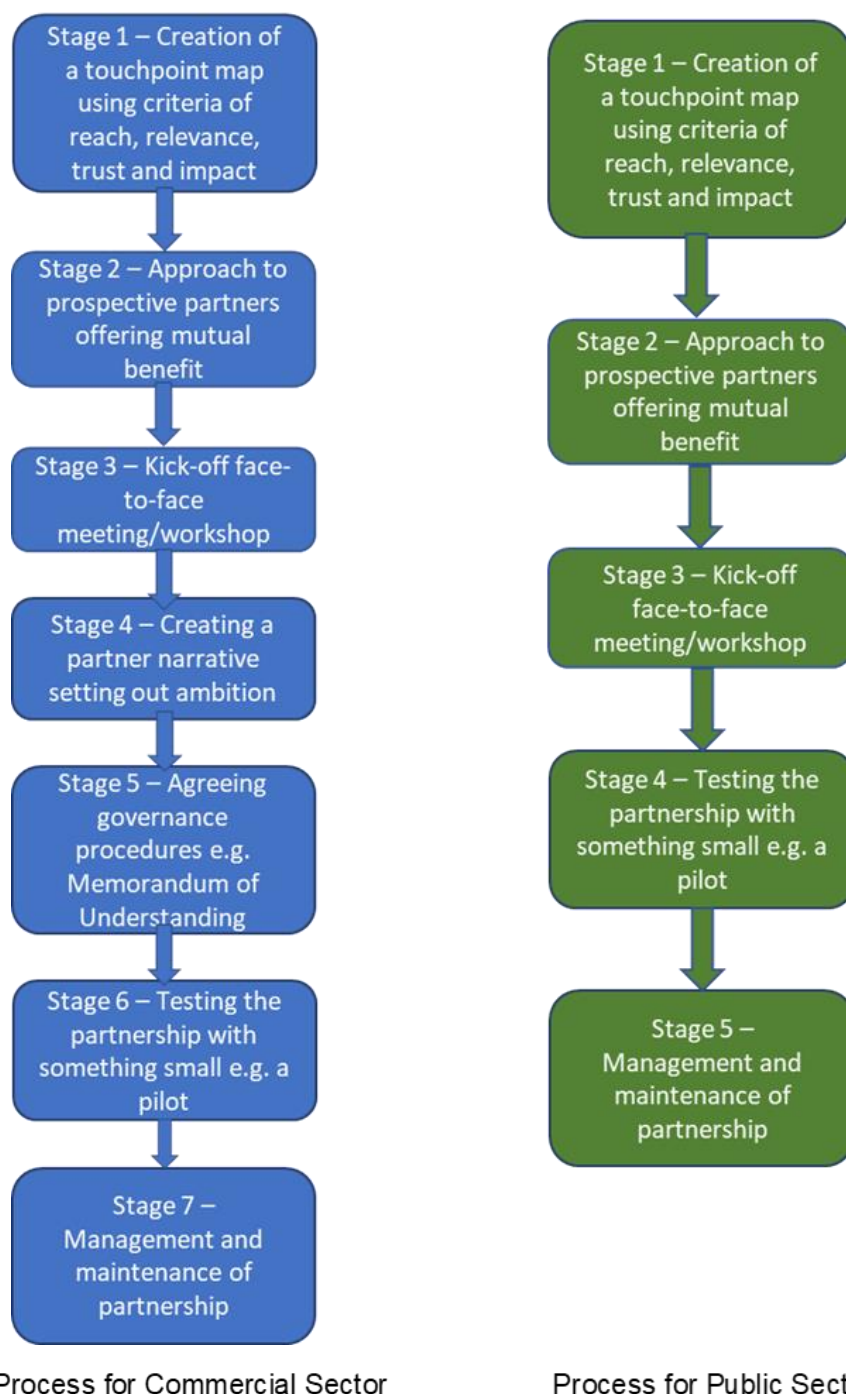 Stage 1 – Creation of
a touchpoint map
using criteria of
reach, relevance,
trust and impact
Stage 2 – Approach to
prospective partners
offering mutual
benefit
Stage 3 – Kick-off face-
to-face
meeting/workshop
Stage 4 – Creating a
partner narrative
setting out ambition
Stage 5 – Agreeing
governance
procedures e.g.
Memorandum of
Understanding
Stage 6 – Testing the
partnership with
something small e.g. a
pilot
Stage 7 –
Management and
maintenance of
partnership
Process for Commercial Sector
Stage 1 – Creation of
a touchpoint map
using criteria of
reach, relevance,
trust and impact
Stage 2 – Approach to
prospective partners
offering mutual
benefit
Stage 3 – Kick-off
face-to-face
meeting/workshop
Stage 4 – Testing the
partnership with
something small e.g. a
pilot
Stage 5 –
Management and
maintenance of
partnership
Process for Public Sect